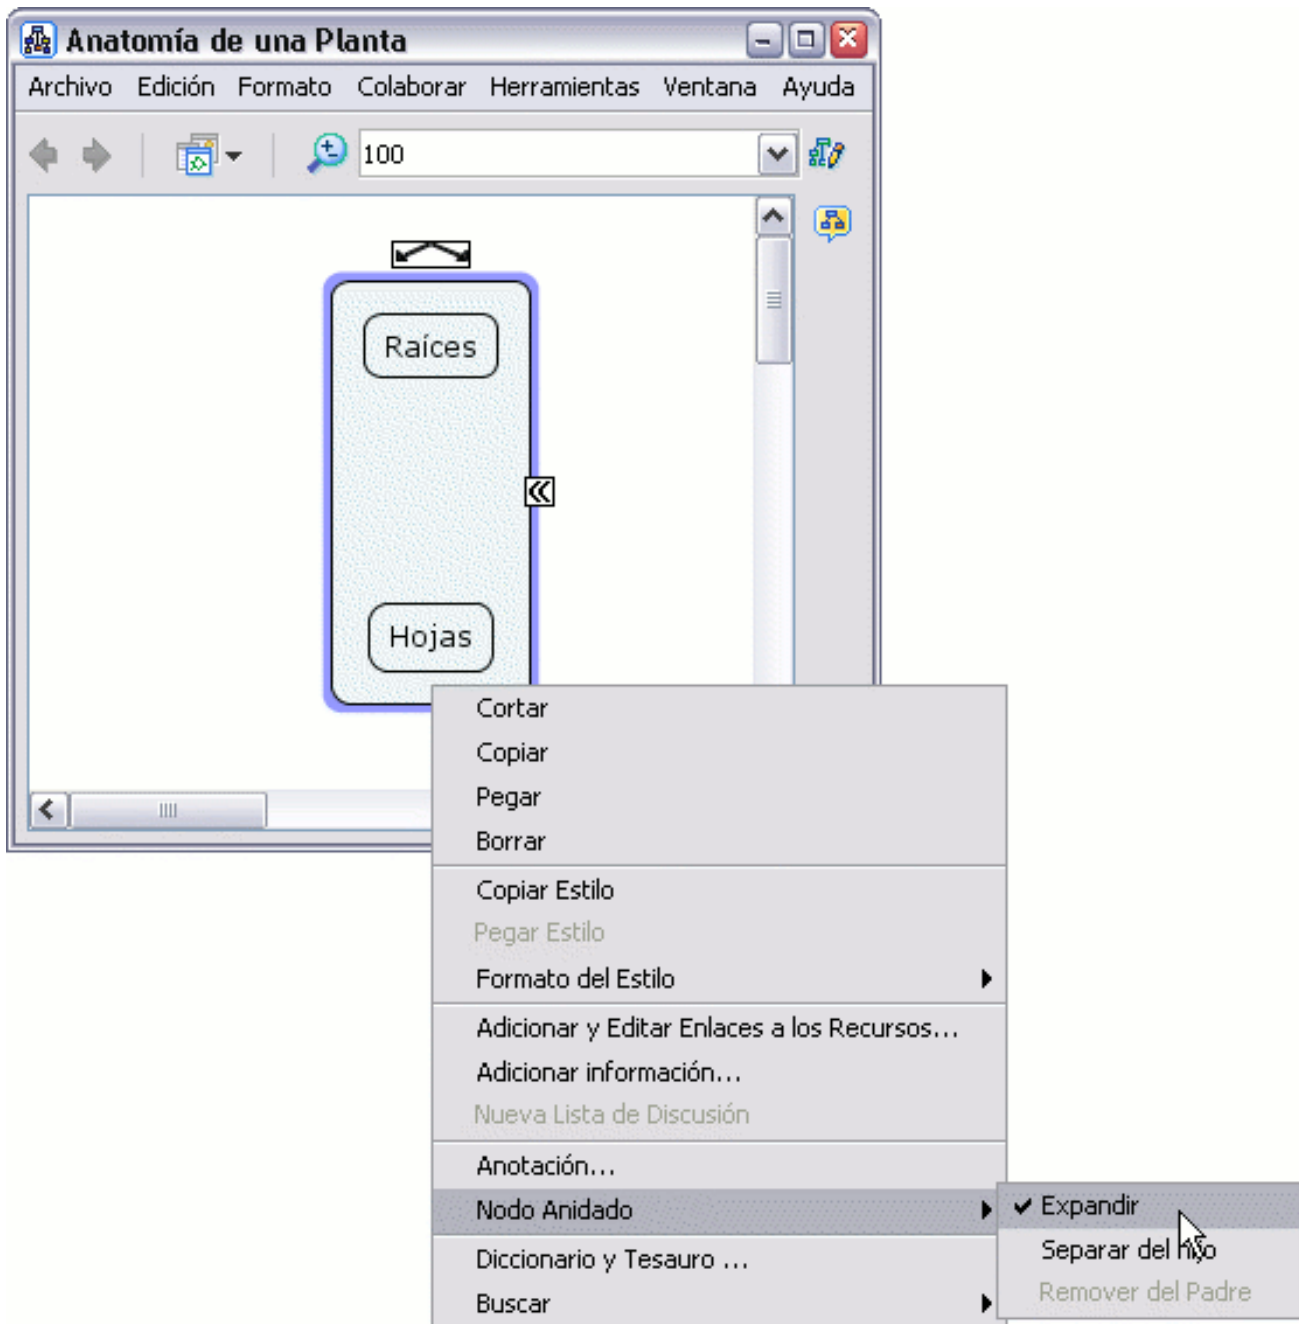 Anatomía de una Planta
Archivo Edición Formato Colaborar Herramientas Ventana Ayuda
100
Raíces
Hojas
Cortar
Copiar
Pegar
Borrar
Copiar Estilo
Pegar Estilo
Formato del Estilo
Adicionar y Editar Enlaces a los Recursos...
Adicionar información...
Nueva Lista de Discusión
Anotación...
Nodo Anidado
Expandir
Separar del hijo
Remover del Padre
Diccionario y Tesauro ...
Buscar